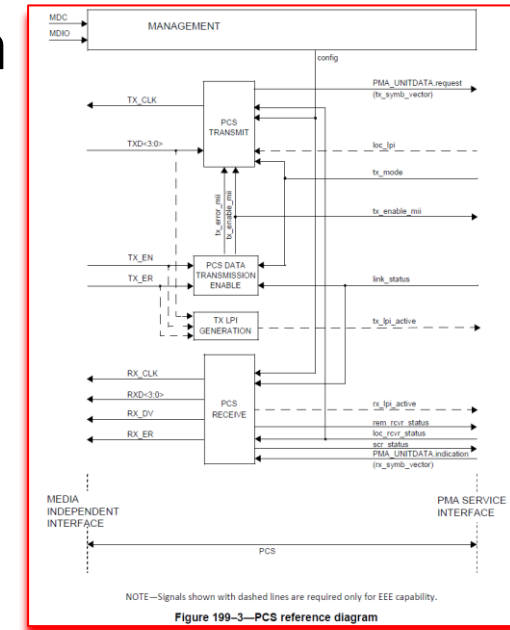 n
MDC
MDIO
MANAGEMENT
config
PMA_UNITDATA.request
(tx_symb_vector)
TX_CLK
PCS
TRANSMIT
TXD<3:0>
loc_lpi
tx_mode
tx_error_mii
tx_enable_mii
tx_enable_mii
TX_EN
PCS DATA
TRANSMISSION
ENABLE
TX_ER
link_status
TX LPI
GENERATION
tx_lpi_active
RX_CLK
RXD<3:0>
PCS
RECEIVE
rx_lpi_active
RX_DV
rem_rcvr_status
loc_rcvr_status
RX_ER
scr_status
PMA_UNITDATA.indication
(rx_symb_vector)
MEDIA
INDEPENDENT
INTERFACE
PMA SERVICE
INTERFACE
PCS
NOTE—Signals shown with dashed lines are required only for EEE capability.
Figure 199–3—PCS reference diagram